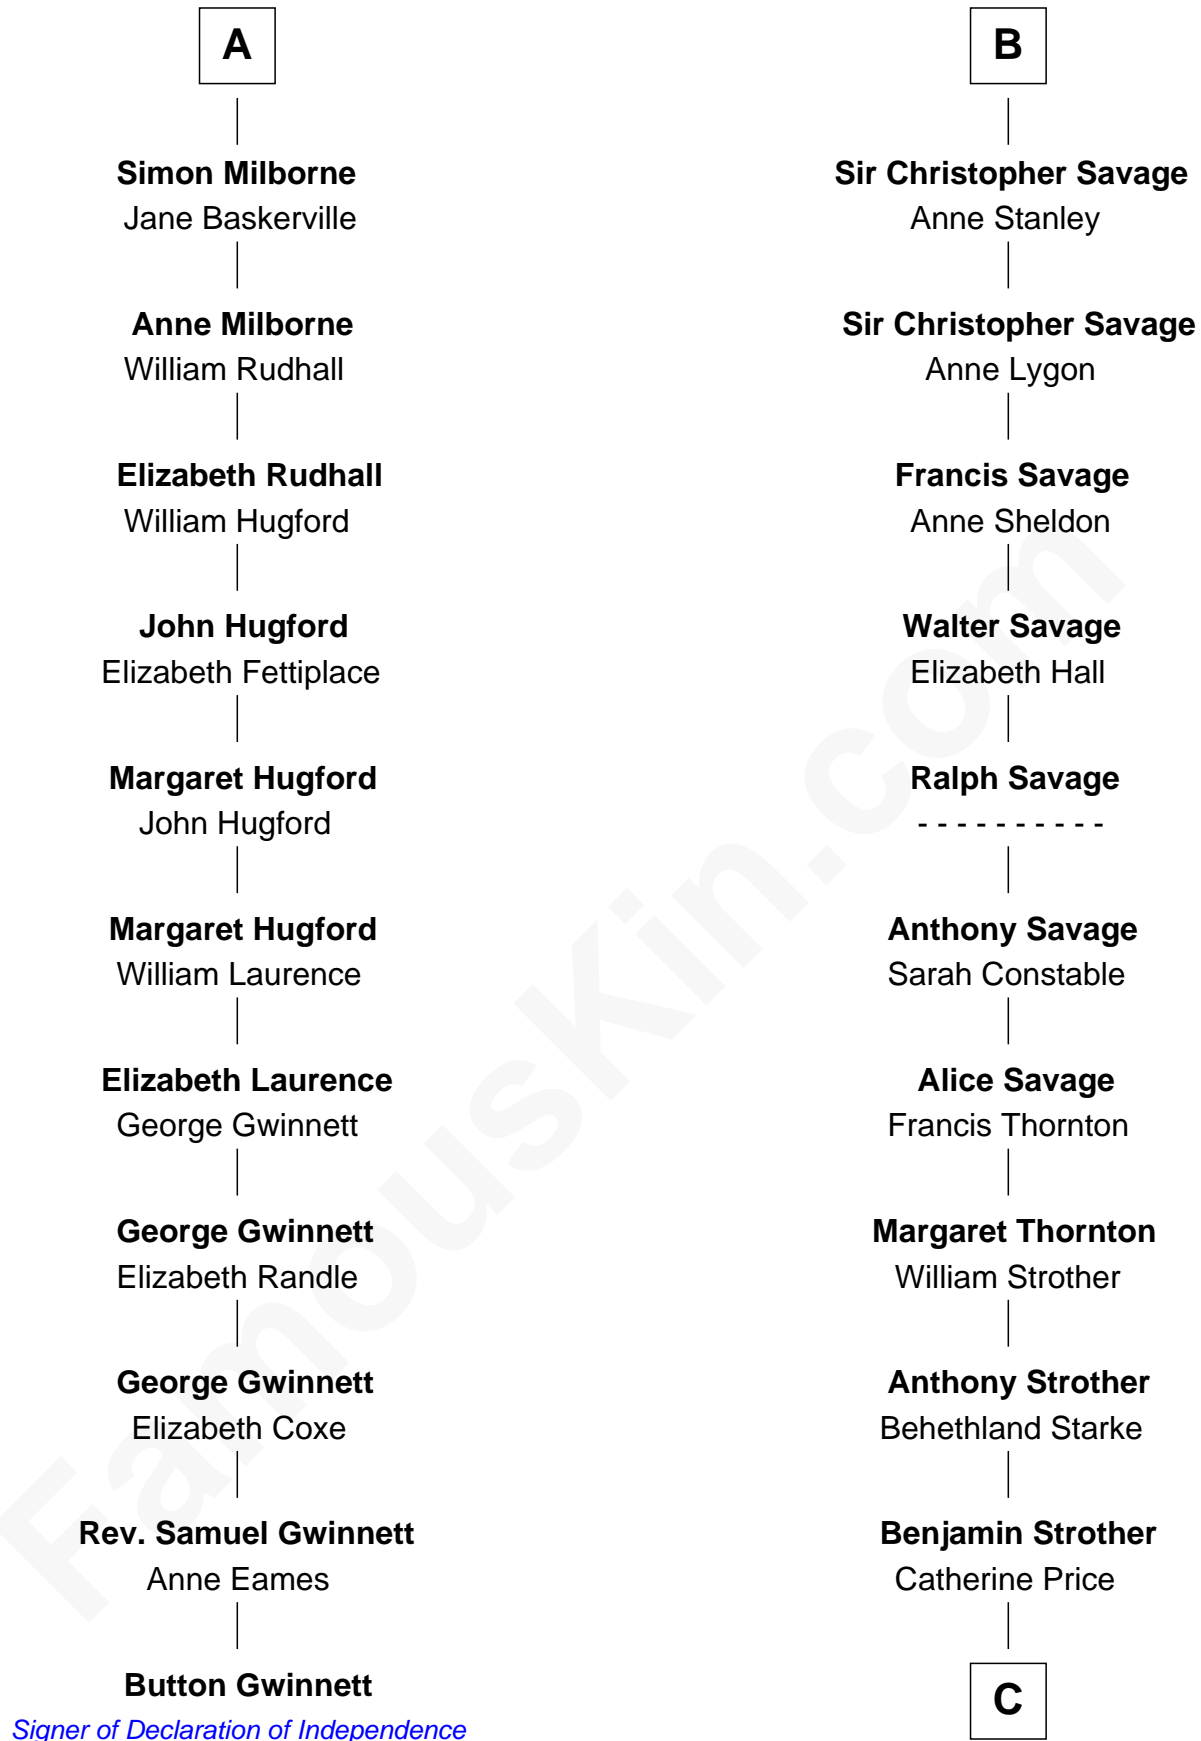 A
Simon Milborne
Jane Baskerville
Anne Milborne
William Rudhall
Elizabeth Rudhall
William Hugford
John Hugford
Elizabeth Fettiplace
Margaret Hugford
John Hugford
Margaret Hugford
William Laurence
Elizabeth Laurence
George Gwinnett
George Gwinnett
Elizabeth Randle
George Gwinnett
Elizabeth Coxe
Rev. Samuel Gwinnett
Anne Eames
Button Gwinnett
Signer of Declaration of Independence
B
Sir Christopher Savage
Anne Stanley
Sir Christopher Savage
Anne Lygon
Francis Savage
Anne Sheldon
Walter Savage
Elizabeth Hall
Ralph Savage
- - - - - - - - - -
Anthony Savage
Sarah Constable
Alice Savage
Francis Thornton
Margaret Thornton
William Strother
Anthony Strother
Behethland Starke
Benjamin Strother
Catherine Price
C
FamousKin.com